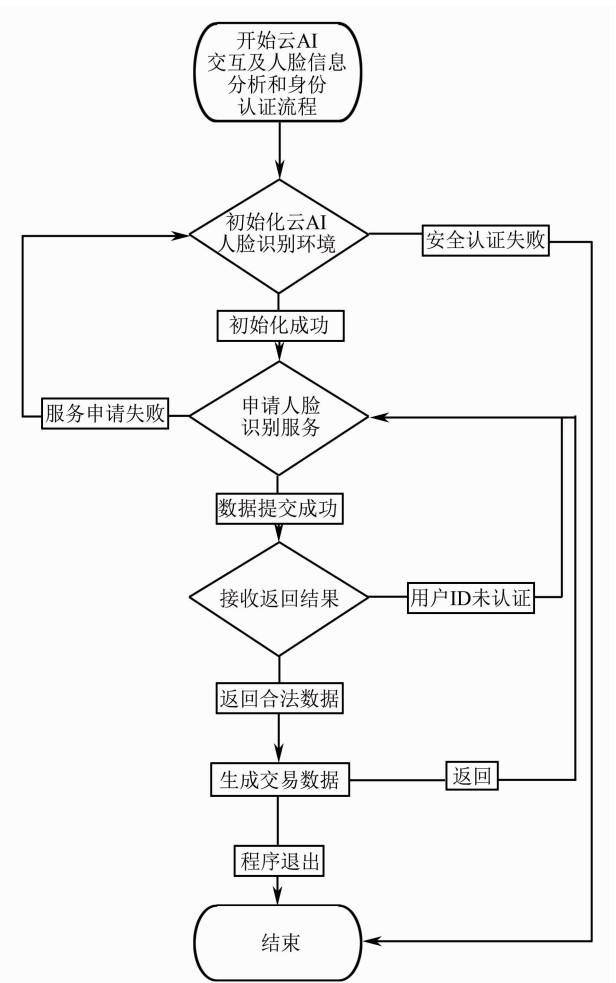 开始云AI
交互及人脸信息
分析和身份
认证流程
初始化云AI
人脸识别环境
安全认证失败
初始化成功
服务申请失败
申请人脸
识别服务
数据提交成功
接收返回结果
用户ID未认证
返回合法数据
生成交易数据
返回
程序退出
结束